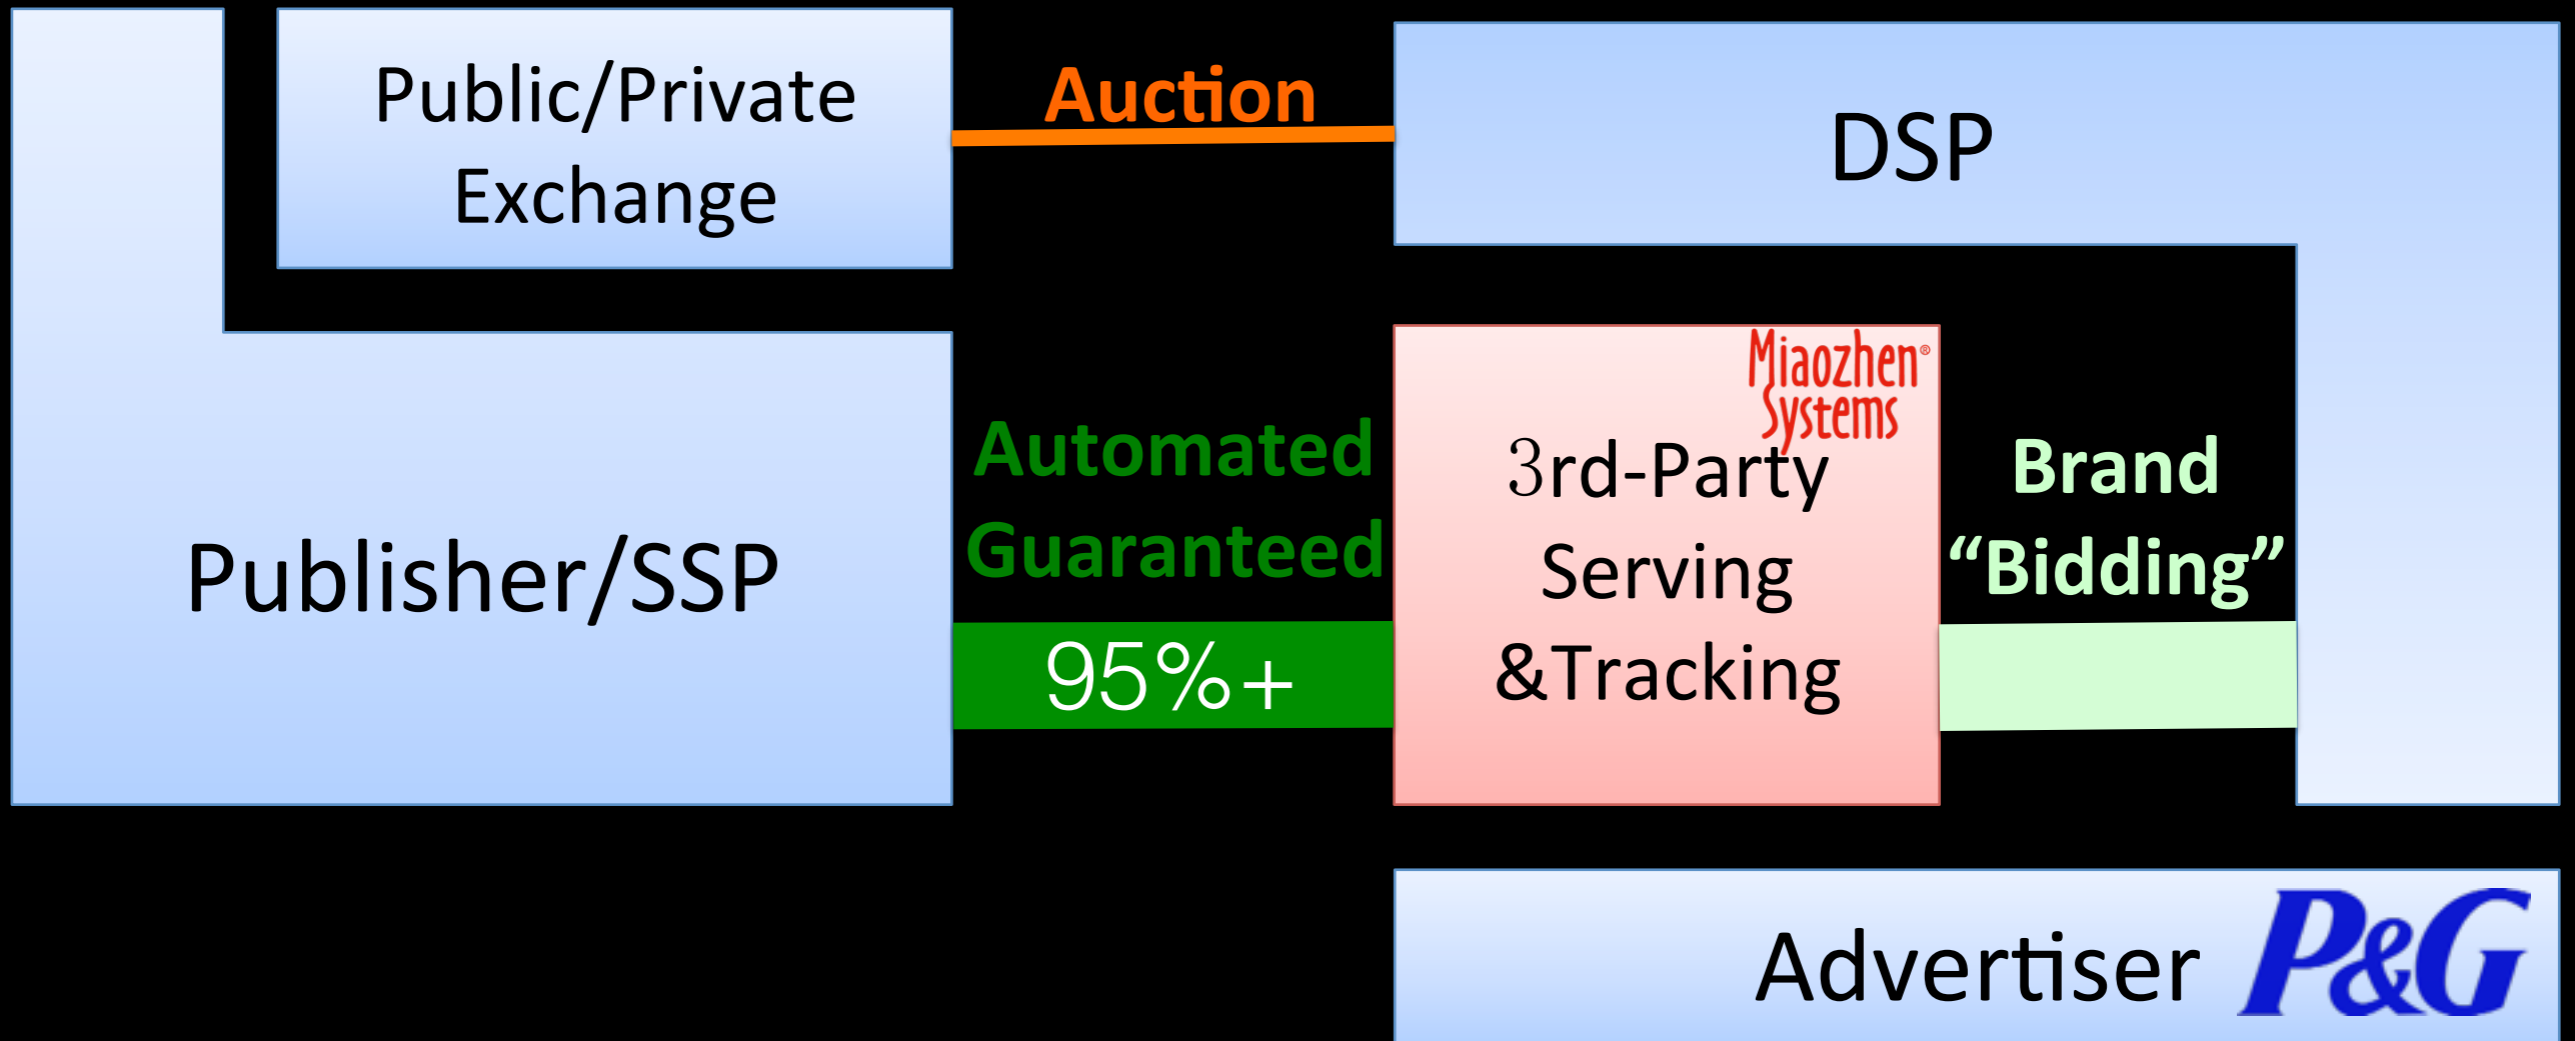 Public/Private
Exchange
Auction
DSP
Publisher/SSP
Automated
Guaranteed
95%+
Miaozhen®
Systems
3rd-Party
Serving
&Tracking
Brand
“Bidding”
Advertiser
P&G